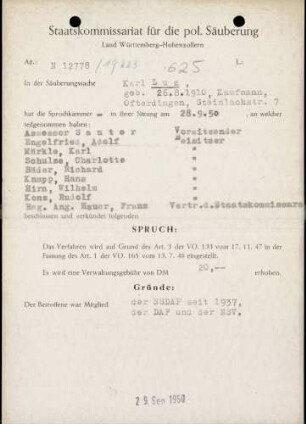 Staatskommissariat für die pol. Säuberung
Land Württemberg-Hohenzollern
Az.: B 12778 /19223 625 L:
In der Säuberungssache Karl Lus,
geb. 26.8.1910, Kaufmann,
Ofterdingen, Steinlachstr. 7
hat die Spruchkammer in ihrer Sitzung am 28.9.50, an welcher
teilgenommen haben:
Assessor Sauter Vorsitzender
Engelfried, Adolf Beisitzer
Märkle, Karl "
Schulze, Charlotte "
Bäder, Richard "
Knapp, Hans "
Hirn, Wilhelm "
Konz, Rudolf "
Reg. Ang. Hauer, Franz Vertr.d.Staatskommissars
beschlossen und verkündet folgenden
SPRUCH:
Das Verfahren wird auf Grund des Art. 3 der VO. 133 vom 17. 11. 47 in der
Fassung des Art. 1 der VO. 165 vom 13. 7. 48 eingestellt.
Es wird eine Verwaltungsgebühr von DM 20,-- erhoben.
Gründe:
Der Betroffene war Mitglied der NSDAP seit 1937,
der DAF und der NSV.
29. Sep 1950